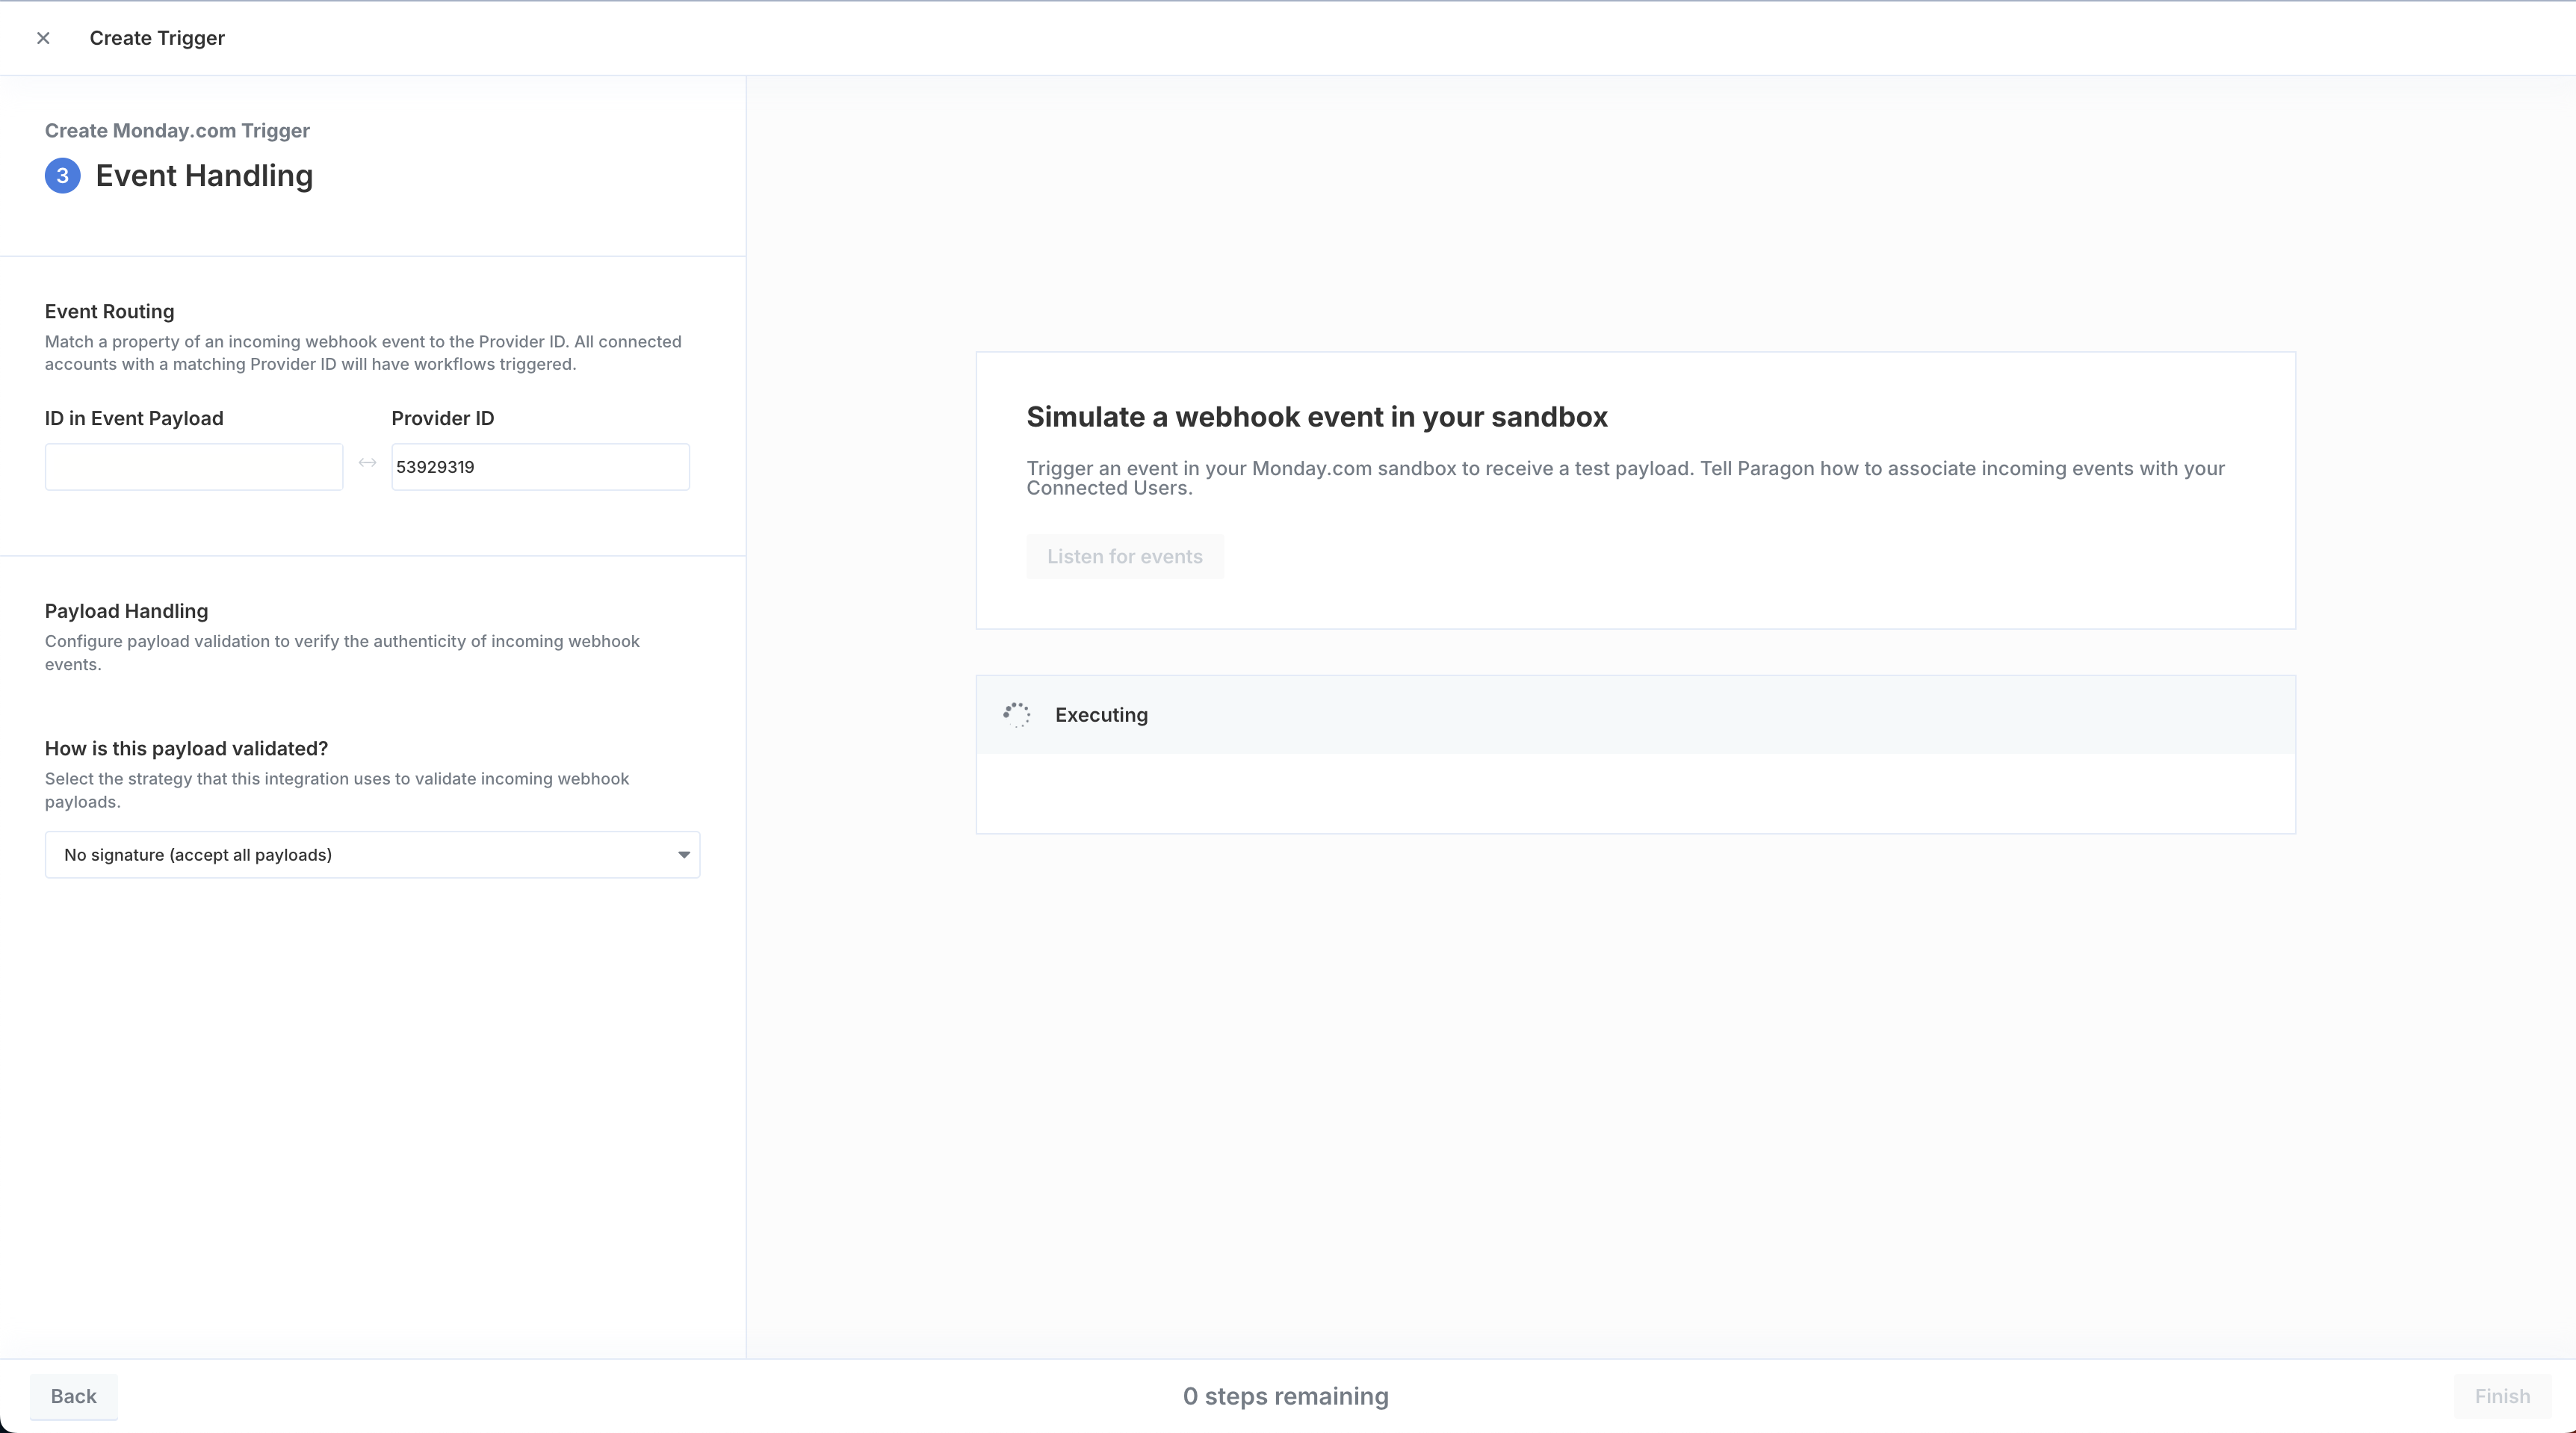 Create Trigger
Create Monday.com Trigger
3 Event Handling
Event Routing
Match a property of an incoming webhook event to the Provider ID. All connected
accounts with a matching Provider ID will have workflows triggered.
ID in Event Payload
Provider ID
53929319
Payload Handling
Configure payload validation to verify the authenticity of incoming webhook
events.
How is this payload validated?
Select the strategy that this integration uses to validate incoming webhook
payloads.
No signature (accept all payloads)
Simulate a webhook event in your sandbox
Trigger an event in your Monday.com sandbox to receive a test payload. Tell Paragon how to associate incoming events with your
Connected Users.
Listen for events
Executing
Back
0 steps remaining
Finish